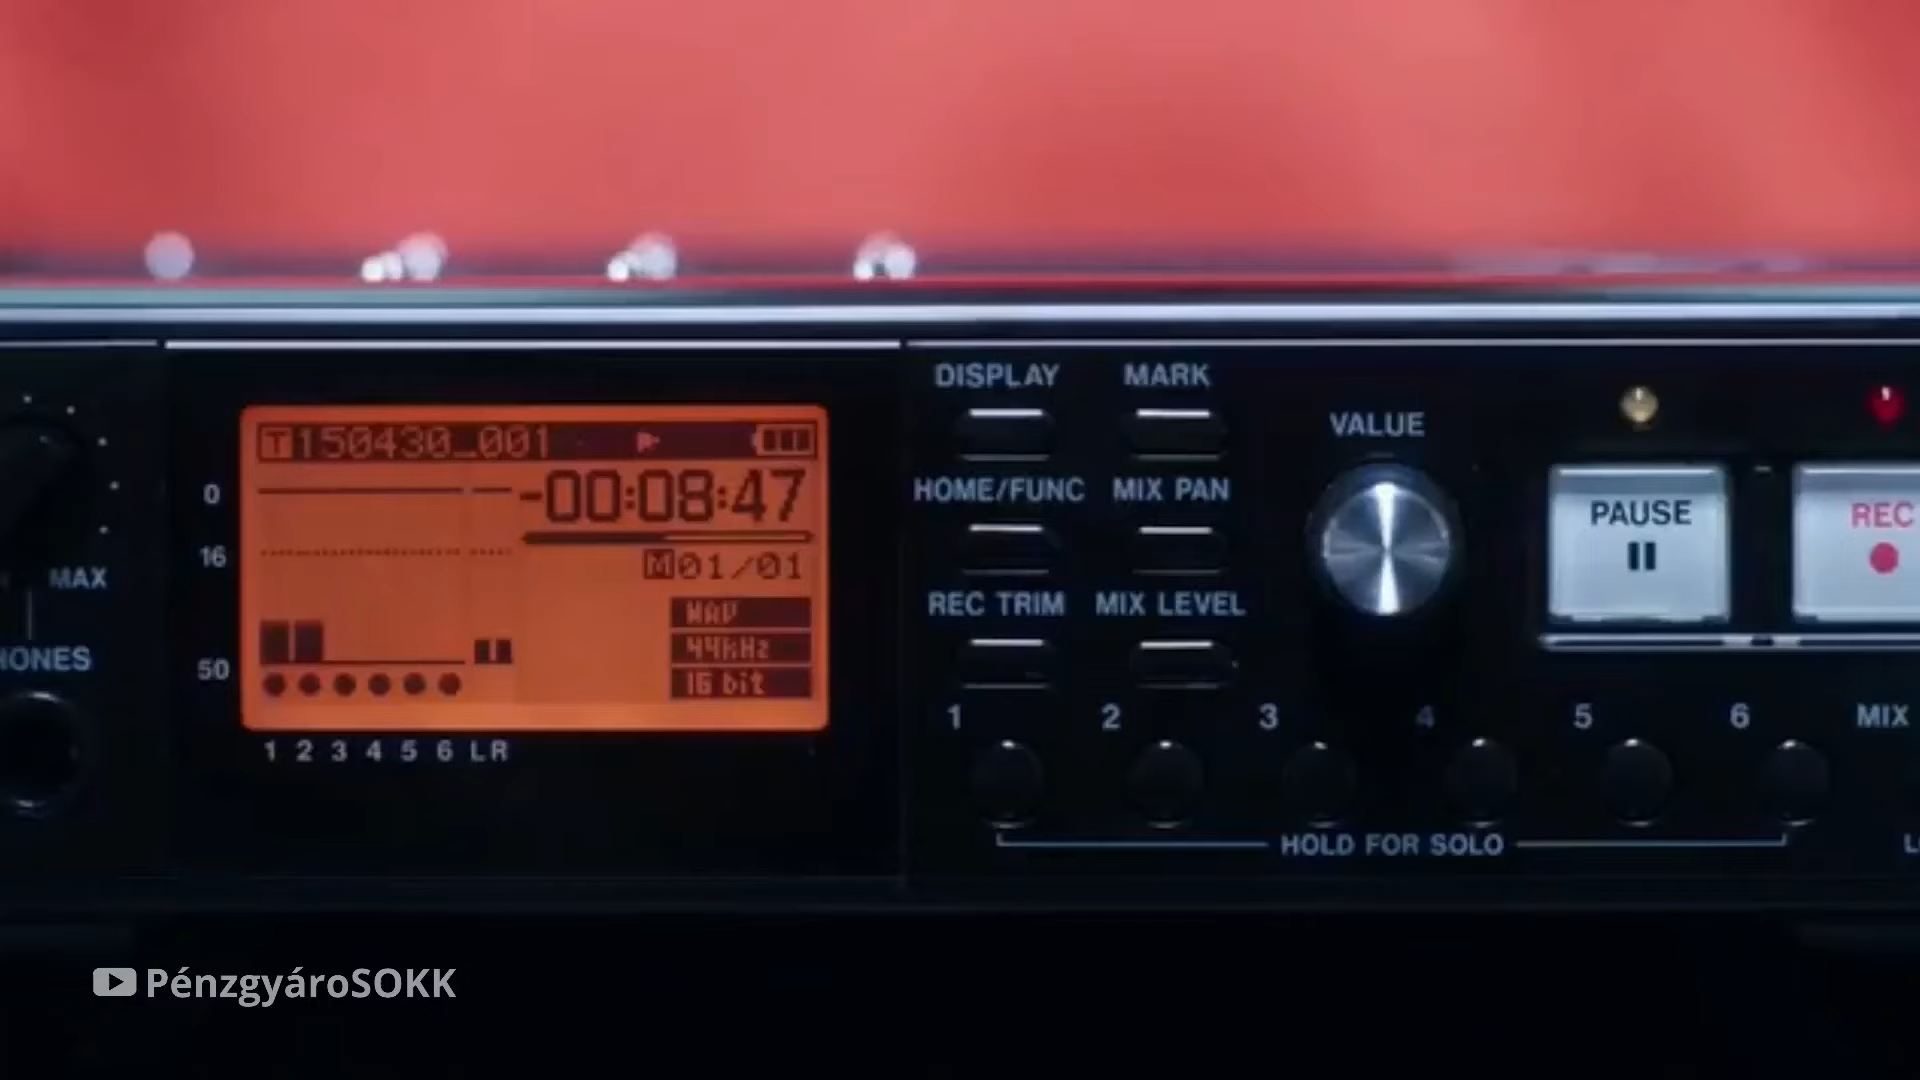 DISPLAY MARK
VALUE
T150430_001
-00:08:47
0
HOME/FUNC MIX PAN
PAUSE
REC
16
M01/01
MAX
WAV
REC TRIM MIX LEVEL
44kHz
50
16 bit
1 2 3 4 5 6 MIX
1 2 3 4 5 6 L R
HOLD FOR SOLO
PénzgyároSOKK